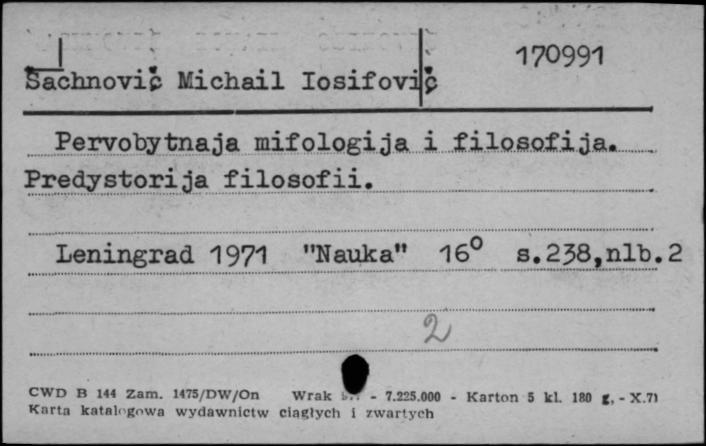 170991
Šachnovič Michail Iosifovič
Pervobytnaja mifologija i filosofija.
Predystorija filosofii.
Leningrad 1971 "Nauka" 16° s.238,nlb.2
2
CWD B 144 Zam. 1475/DW/On Wrak - 7.225.000 - Karton 5 kl. 180 g, - X.71
Karta katalogowa wydawnictw ciągłych i zwartych